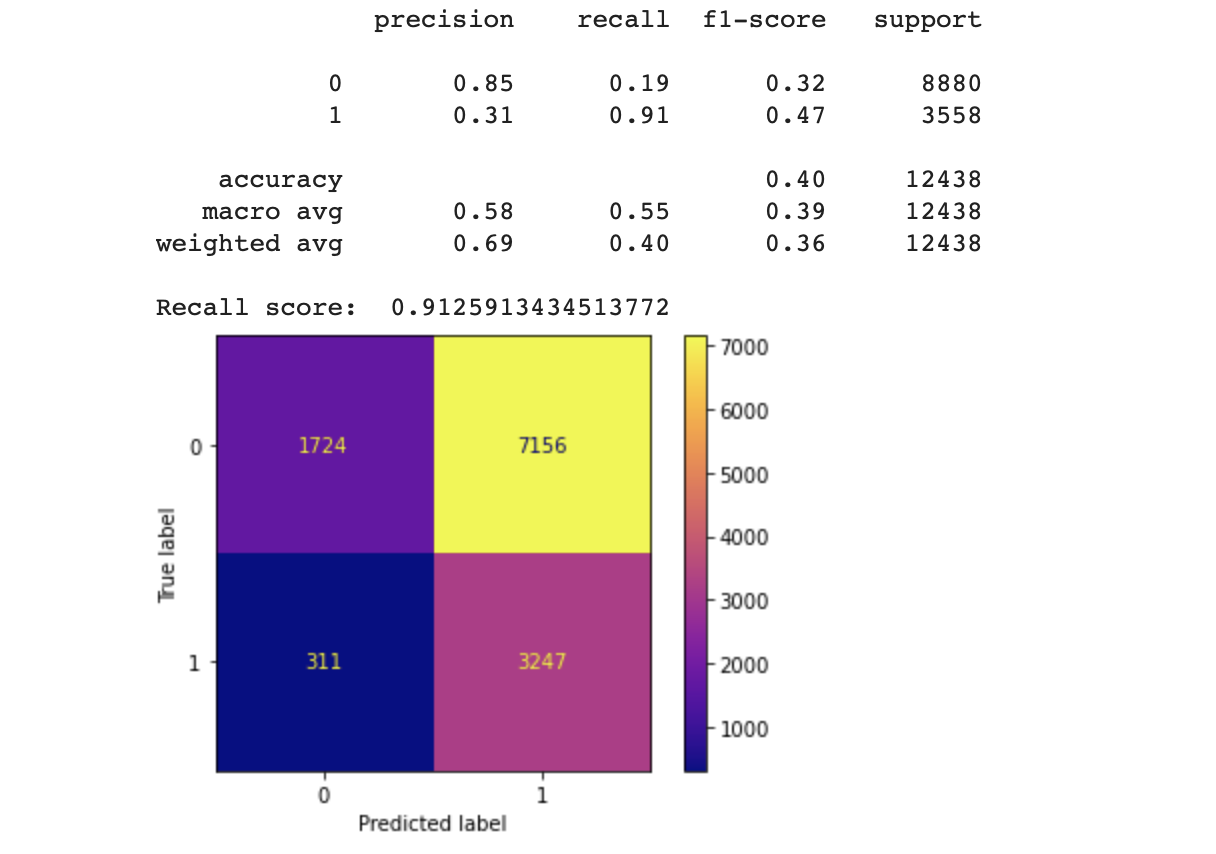 precision recall f1-score support
0 0.85 0.19 0.32 8880
1 0.31 0.91 0.47 3558
accuracy 0.40 12438
macro avg 0.58 0.55 0.39 12438
weighted avg 0.69 0.40 0.36 12438
Recall score: 0.9125913434513772
7000
6000
5000
4000
3000
2000
1000
True label
0
1724 7156
1
311 3247
0 1
Predicted label